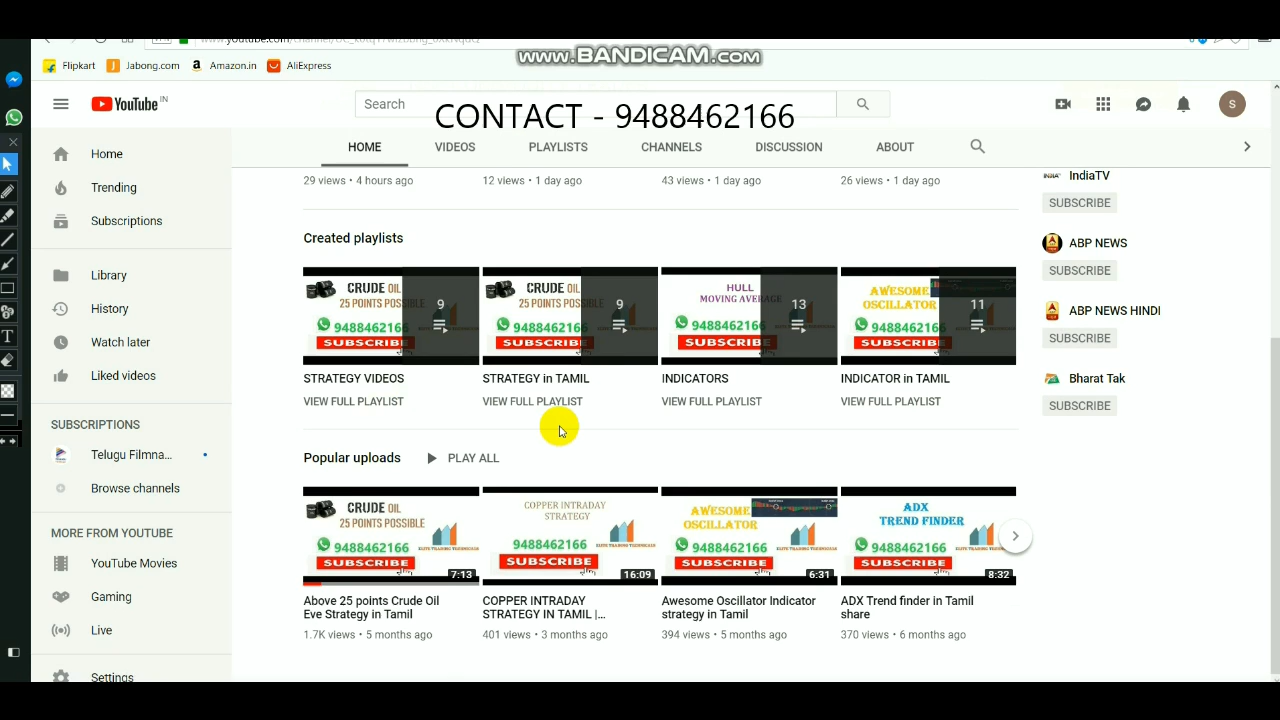 www.BANDICAM.com
Flipkart
Jabong.com
Amazon.in
AliExpress
YouTube IN
Search
CONTACT - 9488462166
HOME
VIDEOS
PLAYLISTS
CHANNELS
DISCUSSION
ABOUT
S
Home
Trending
Subscriptions
Library
History
Watch later
Liked videos
SUBSCRIPTIONS
Telugu Filmna...
Browse channels
MORE FROM YOUTUBE
YouTube Movies
Gaming
Live
Settings
29 views • 4 hours ago
12 views • 1 day ago
43 views • 1 day ago
26 views • 1 day ago
Created playlists
CRUDE OIL
25 POINTS POSSIBLE
9488462166
SUBSCRIBE
9
STRATEGY VIDEOS
VIEW FULL PLAYLIST
CRUDE OIL
25 POINTS POSSIBLE
9488462166
SUBSCRIBE
9
STRATEGY in TAMIL
VIEW FULL PLAYLIST
HULL
MOVING AVERAGE
9488462166
SUBSCRIBE
13
INDICATORS
VIEW FULL PLAYLIST
AWESOME
OSCILLATOR
9488462166
SUBSCRIBE
11
INDICATOR in TAMIL
VIEW FULL PLAYLIST
Popular uploads
PLAY ALL
CRUDE OIL
25 POINTS POSSIBLE
9488462166
ELITE TRADING TECHNIQUES
SUBSCRIBE
7:13
Above 25 points Crude Oil
Eve Strategy in Tamil
1.7K views • 5 months ago
COPPER INTRADAY
STRATEGY
9488462166
SUBSCRIBE
16:09
COPPER INTRADAY
STRATEGY IN TAMIL |...
401 views • 3 months ago
AWESOME
OSCILLATOR
9488462166
SUBSCRIBE
6:31
Awesome Oscillator Indicator
strategy in Tamil
394 views • 5 months ago
ADX
TREND FINDER
9488462166
SUBSCRIBE
8:32
ADX Trend finder in Tamil
share
370 views • 6 months ago
IndiaTV
SUBSCRIBE
ABP NEWS
SUBSCRIBE
ABP NEWS HINDI
SUBSCRIBE
Bharat Tak
SUBSCRIBE